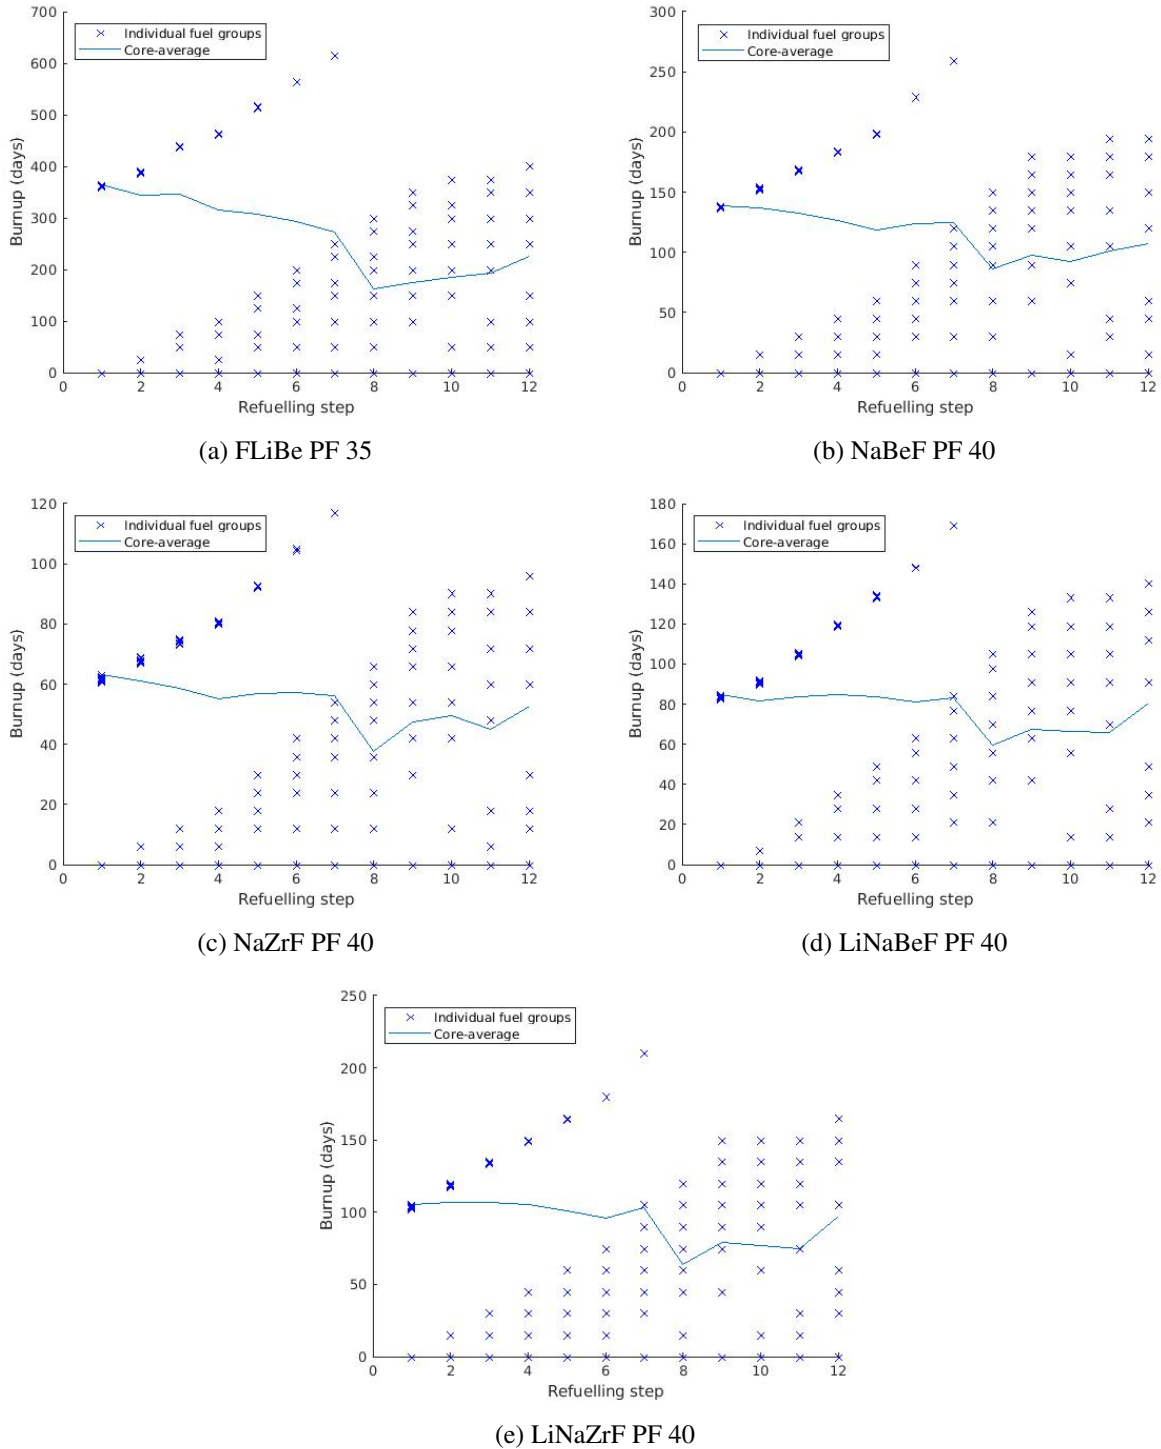 700
600
500
400
300
200
100
0
Burnup (days)
Individual fuel groups
Core-average
0 2 4 6 8 10 12
Refuelling step
(a) FLiBe PF 35
300
250
200
150
100
50
0
Burnup (days)
Individual fuel groups
Core-average
0 2 4 6 8 10 12
Refuelling step
(b) NaBeF PF 40
120
100
80
60
40
20
0
Burnup (days)
Individual fuel groups
Core-average
0 2 4 6 8 10 12
Refuelling step
(c) NaZrF PF 40
180
160
140
120
100
80
60
40
20
0
Burnup (days)
Individual fuel groups
Core-average
0 2 4 6 8 10 12
Refuelling step
(d) LiNaBeF PF 40
250
200
150
100
50
0
Burnup (days)
Individual fuel groups
Core-average
0 2 4 6 8 10 12
Refuelling step
(e) LiNaZrF PF 40